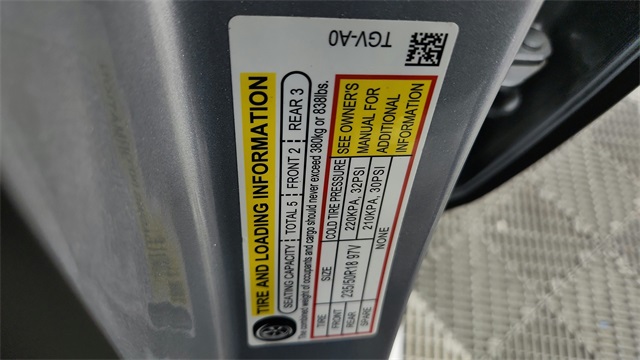 TIRE AND LOADING INFORMATION
SEATING CAPACITY TOTAL 5 FRONT 2 REAR 3
The combined weight of occupants and cargo should never exceed 380kg or 838lbs.
TIRE SIZE COLD TIRE PRESSURE
FRONT 235/50R18 97V 220KPA, 32PSI
REAR 210KPA, 30PSI
SPARE NONE
SEE OWNER'S
MANUAL FOR
ADDITIONAL
INFORMATION
TGV-A0